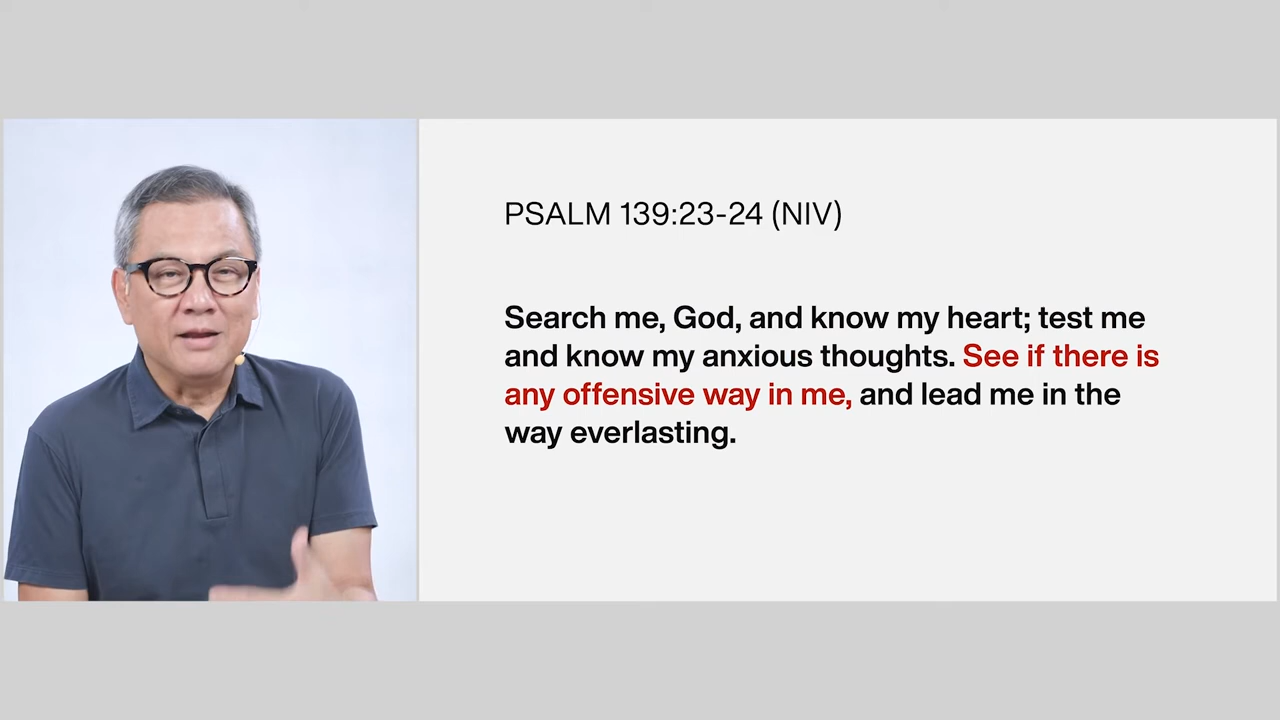 PSALM 139:23-24 (NIV)
Search me, God, and know my heart; test me
and know my anxious thoughts. See if there is
any offensive way in me, and lead me in the
way everlasting.